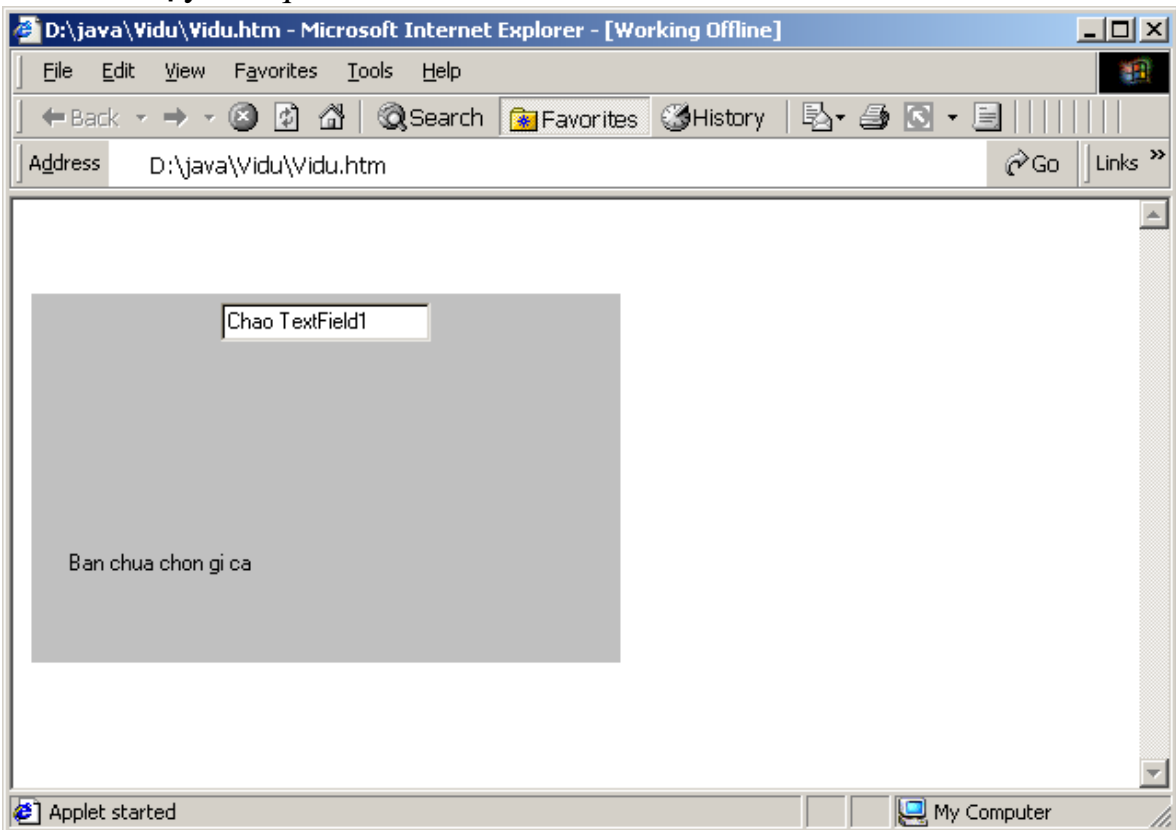 D:\java\Vidu\Vidu.htm - Microsoft Internet Explorer - [Working Offline]
File Edit View Favorites Tools Help
Back Search Favorites History
Address D:\java\Vidu\Vidu.htm Go Links »
Chao TextField1
Ban chua chon gi ca
Applet started My Computer